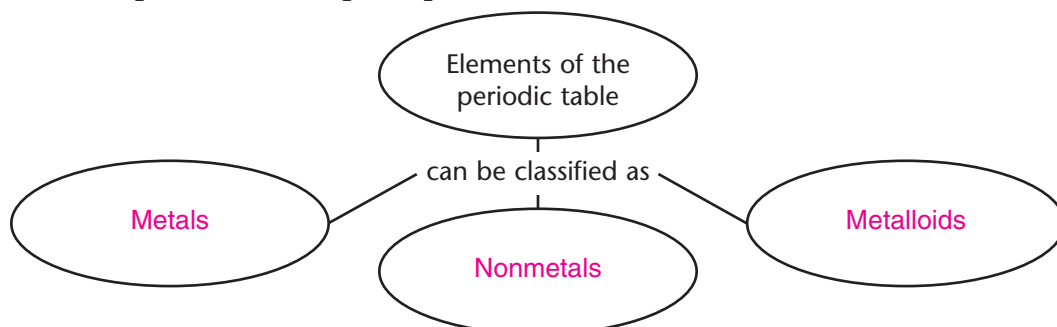 Elements of the
periodic table
can be classified as
Metals
Nonmetals
Metalloids